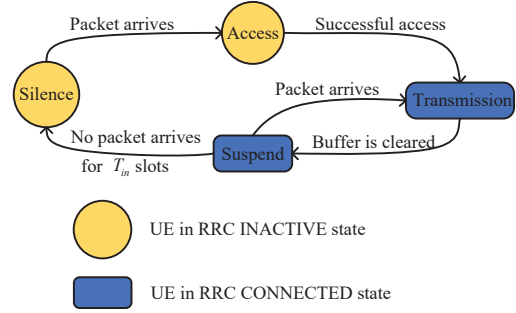 Packet arrives
Access
Successful access
Silence
Packet arrives
Transmission
No packet arrives
for T_in slots
Suspend
Buffer is cleared
UE in RRC INACTIVE state
UE in RRC CONNECTED state